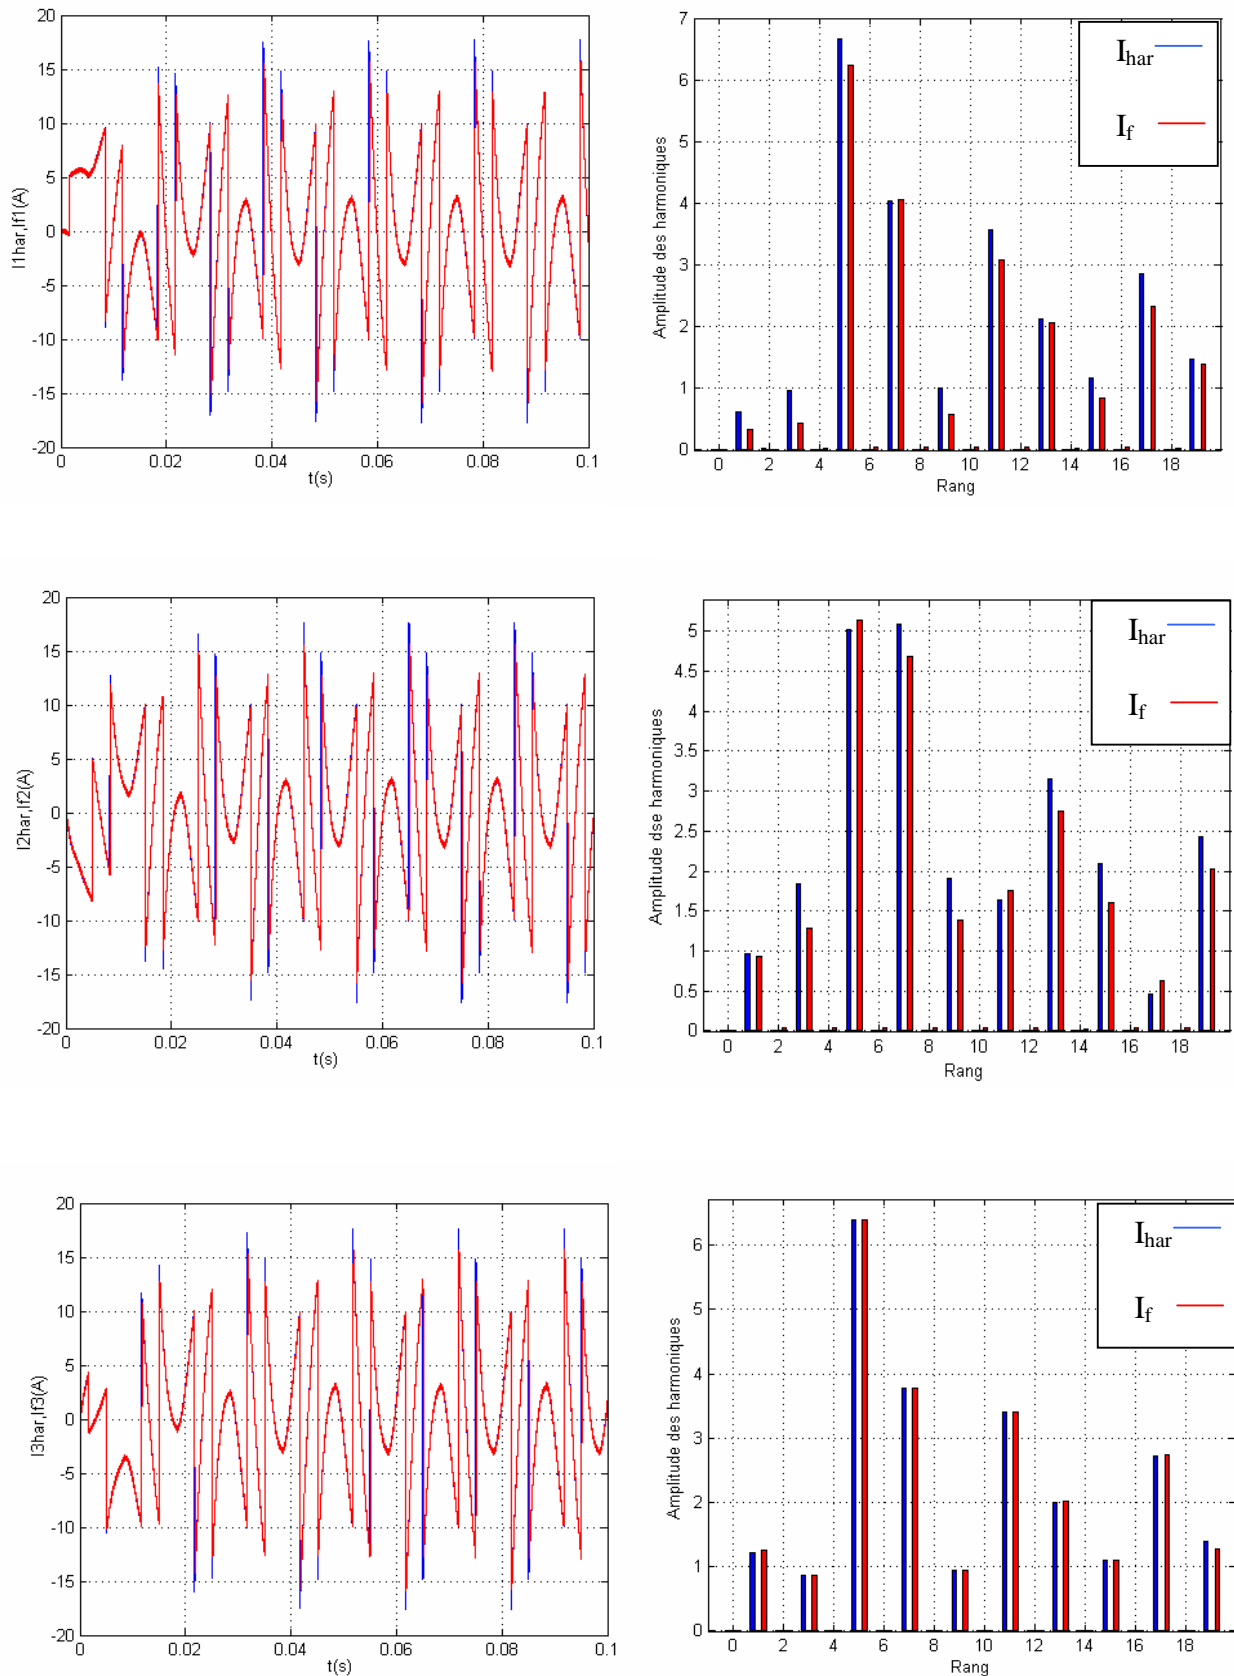 20
15
10
5
0
-5
-10
-15
-20
I1har,If1(A)
0 0.02 0.04 0.06 0.08 0.1
t(s)
7
6
5
4
3
2
1
0
Amplitude des harmoniques
0 2 4 6 8 10 12 14 16 18
Rang
Ihar
If
20
15
10
5
0
-5
-10
-15
-20
I2har,If2(A)
0 0.02 0.04 0.06 0.08 0.1
t(s)
5
4.5
4
3.5
3
2.5
2
1.5
1
0.5
0
Amplitude dse harmoniques
0 2 4 6 8 10 12 14 16 18
Rang
Ihar
If
20
15
10
5
0
-5
-10
-15
-20
I3har,If3(A)
0 0.02 0.04 0.06 0.08 0.1
t(s)
6
5
4
3
2
1
0
Amplitude des harmoniques
0 2 4 6 8 10 12 14 16 18
Rang
Ihar
If